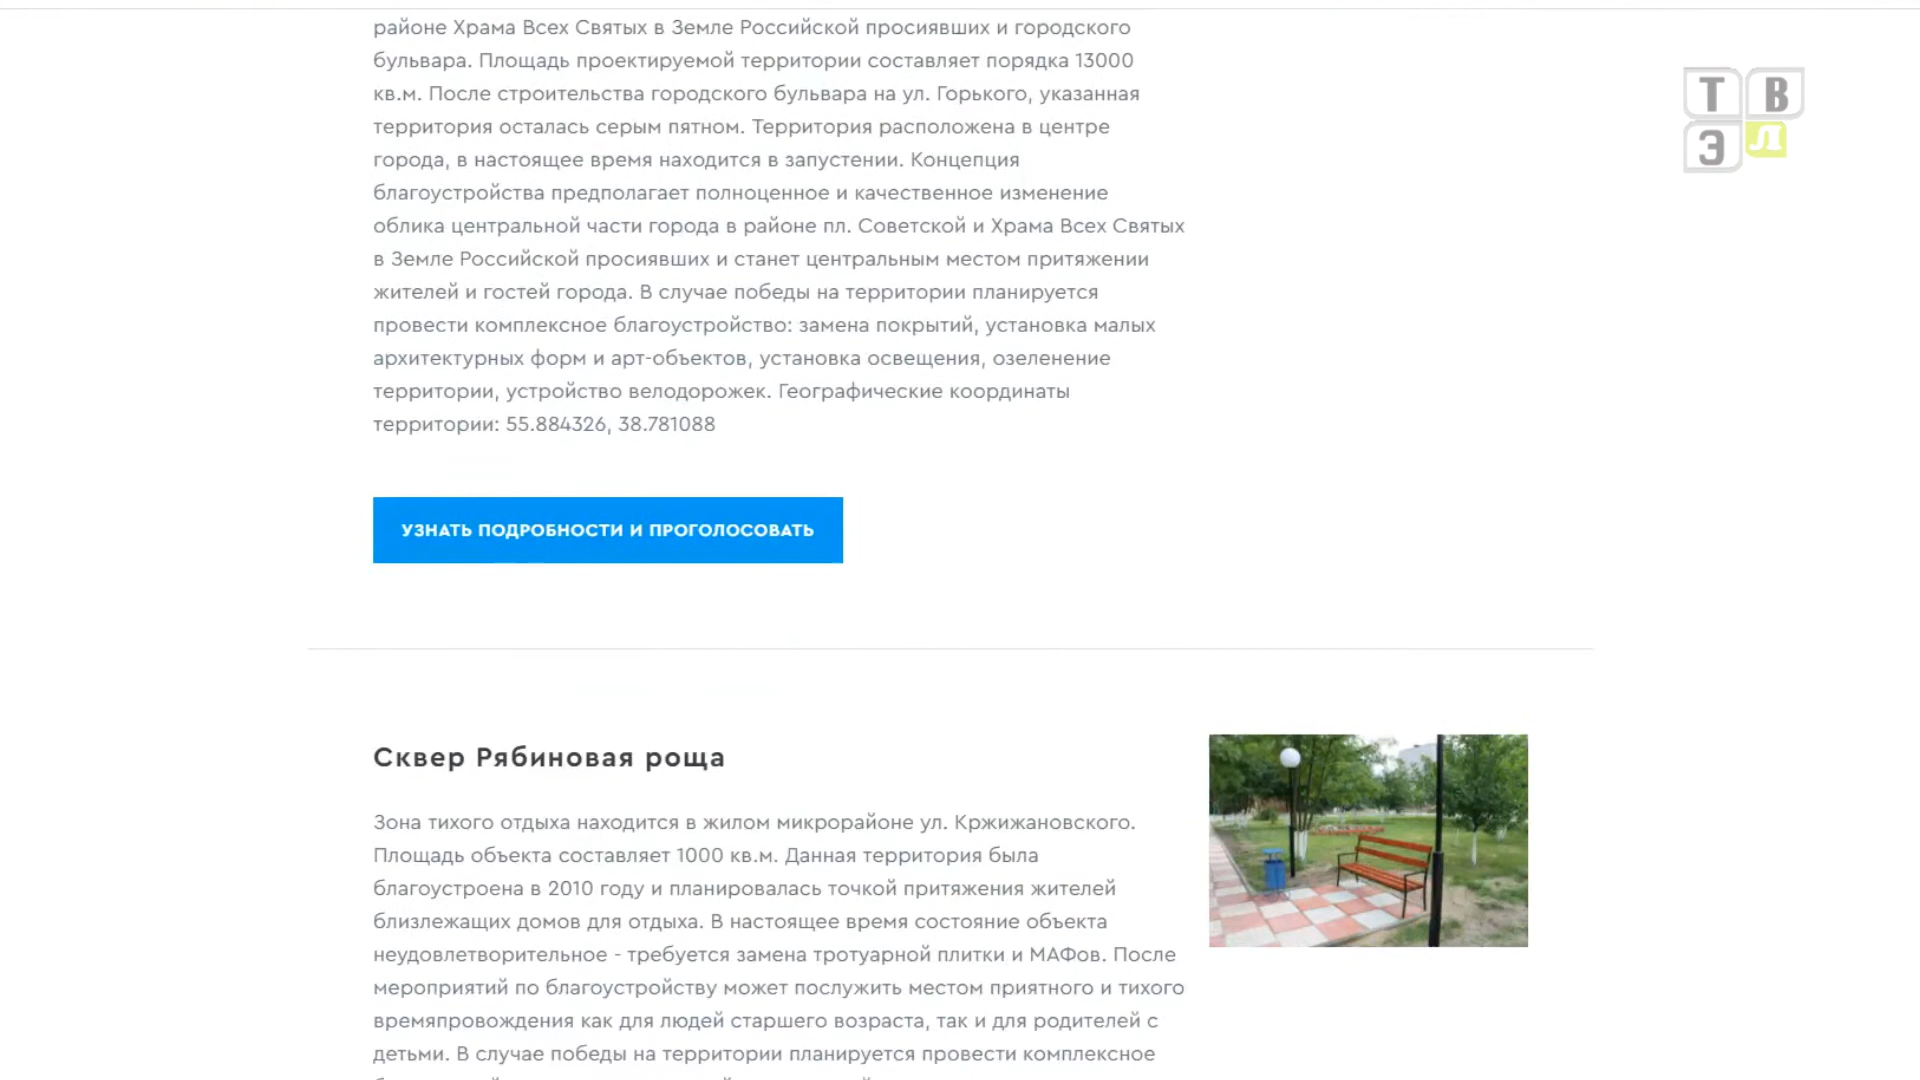 районе Храма Всех Святых в Земле Российской просиявших и городского
бульвара. Площадь проектируемой территории составляет порядка 13000
кв.м. После строительства городского бульвара на ул. Горького, указанная
территория осталась серым пятном. Территория расположена в центре
города, в настоящее время находится в запустении. Концепция
благоустройства предполагает полноценное и качественное изменение
облика центральной части города в районе пл. Советской и Храма Всех Святых
в Земле Российской просиявших и станет центральным местом притяжении
жителей и гостей города. В случае победы на территории планируется
провести комплексное благоустройство: замена покрытий, установка малых
архитектурных форм и арт-объектов, установка освещения, озеленение
территории, устройство велодорожек. Географические координаты
территории: 55.884326, 38.781088
УЗНАТЬ ПОДРОБНОСТИ И ПРОГОЛОСОВАТЬ
Сквер Рябиновая роща
Зона тихого отдыха находится в жилом микрорайоне ул. Кржижановского.
Площадь объекта составляет 1000 кв.м. Данная территория была
благоустроена в 2010 году и планировалась точкой притяжения жителей
близлежащих домов для отдыха. В настоящее время состояние объекта
неудовлетворительное - требуется замена тротуарной плитки и МАФов. После
мероприятий по благоустройству может послужить местом приятного и тихого
времяпровождения как для людей старшего возраста, так и для родителей с
детьми. В случае победы на территории планируется провести комплексное
Т В
Э Л